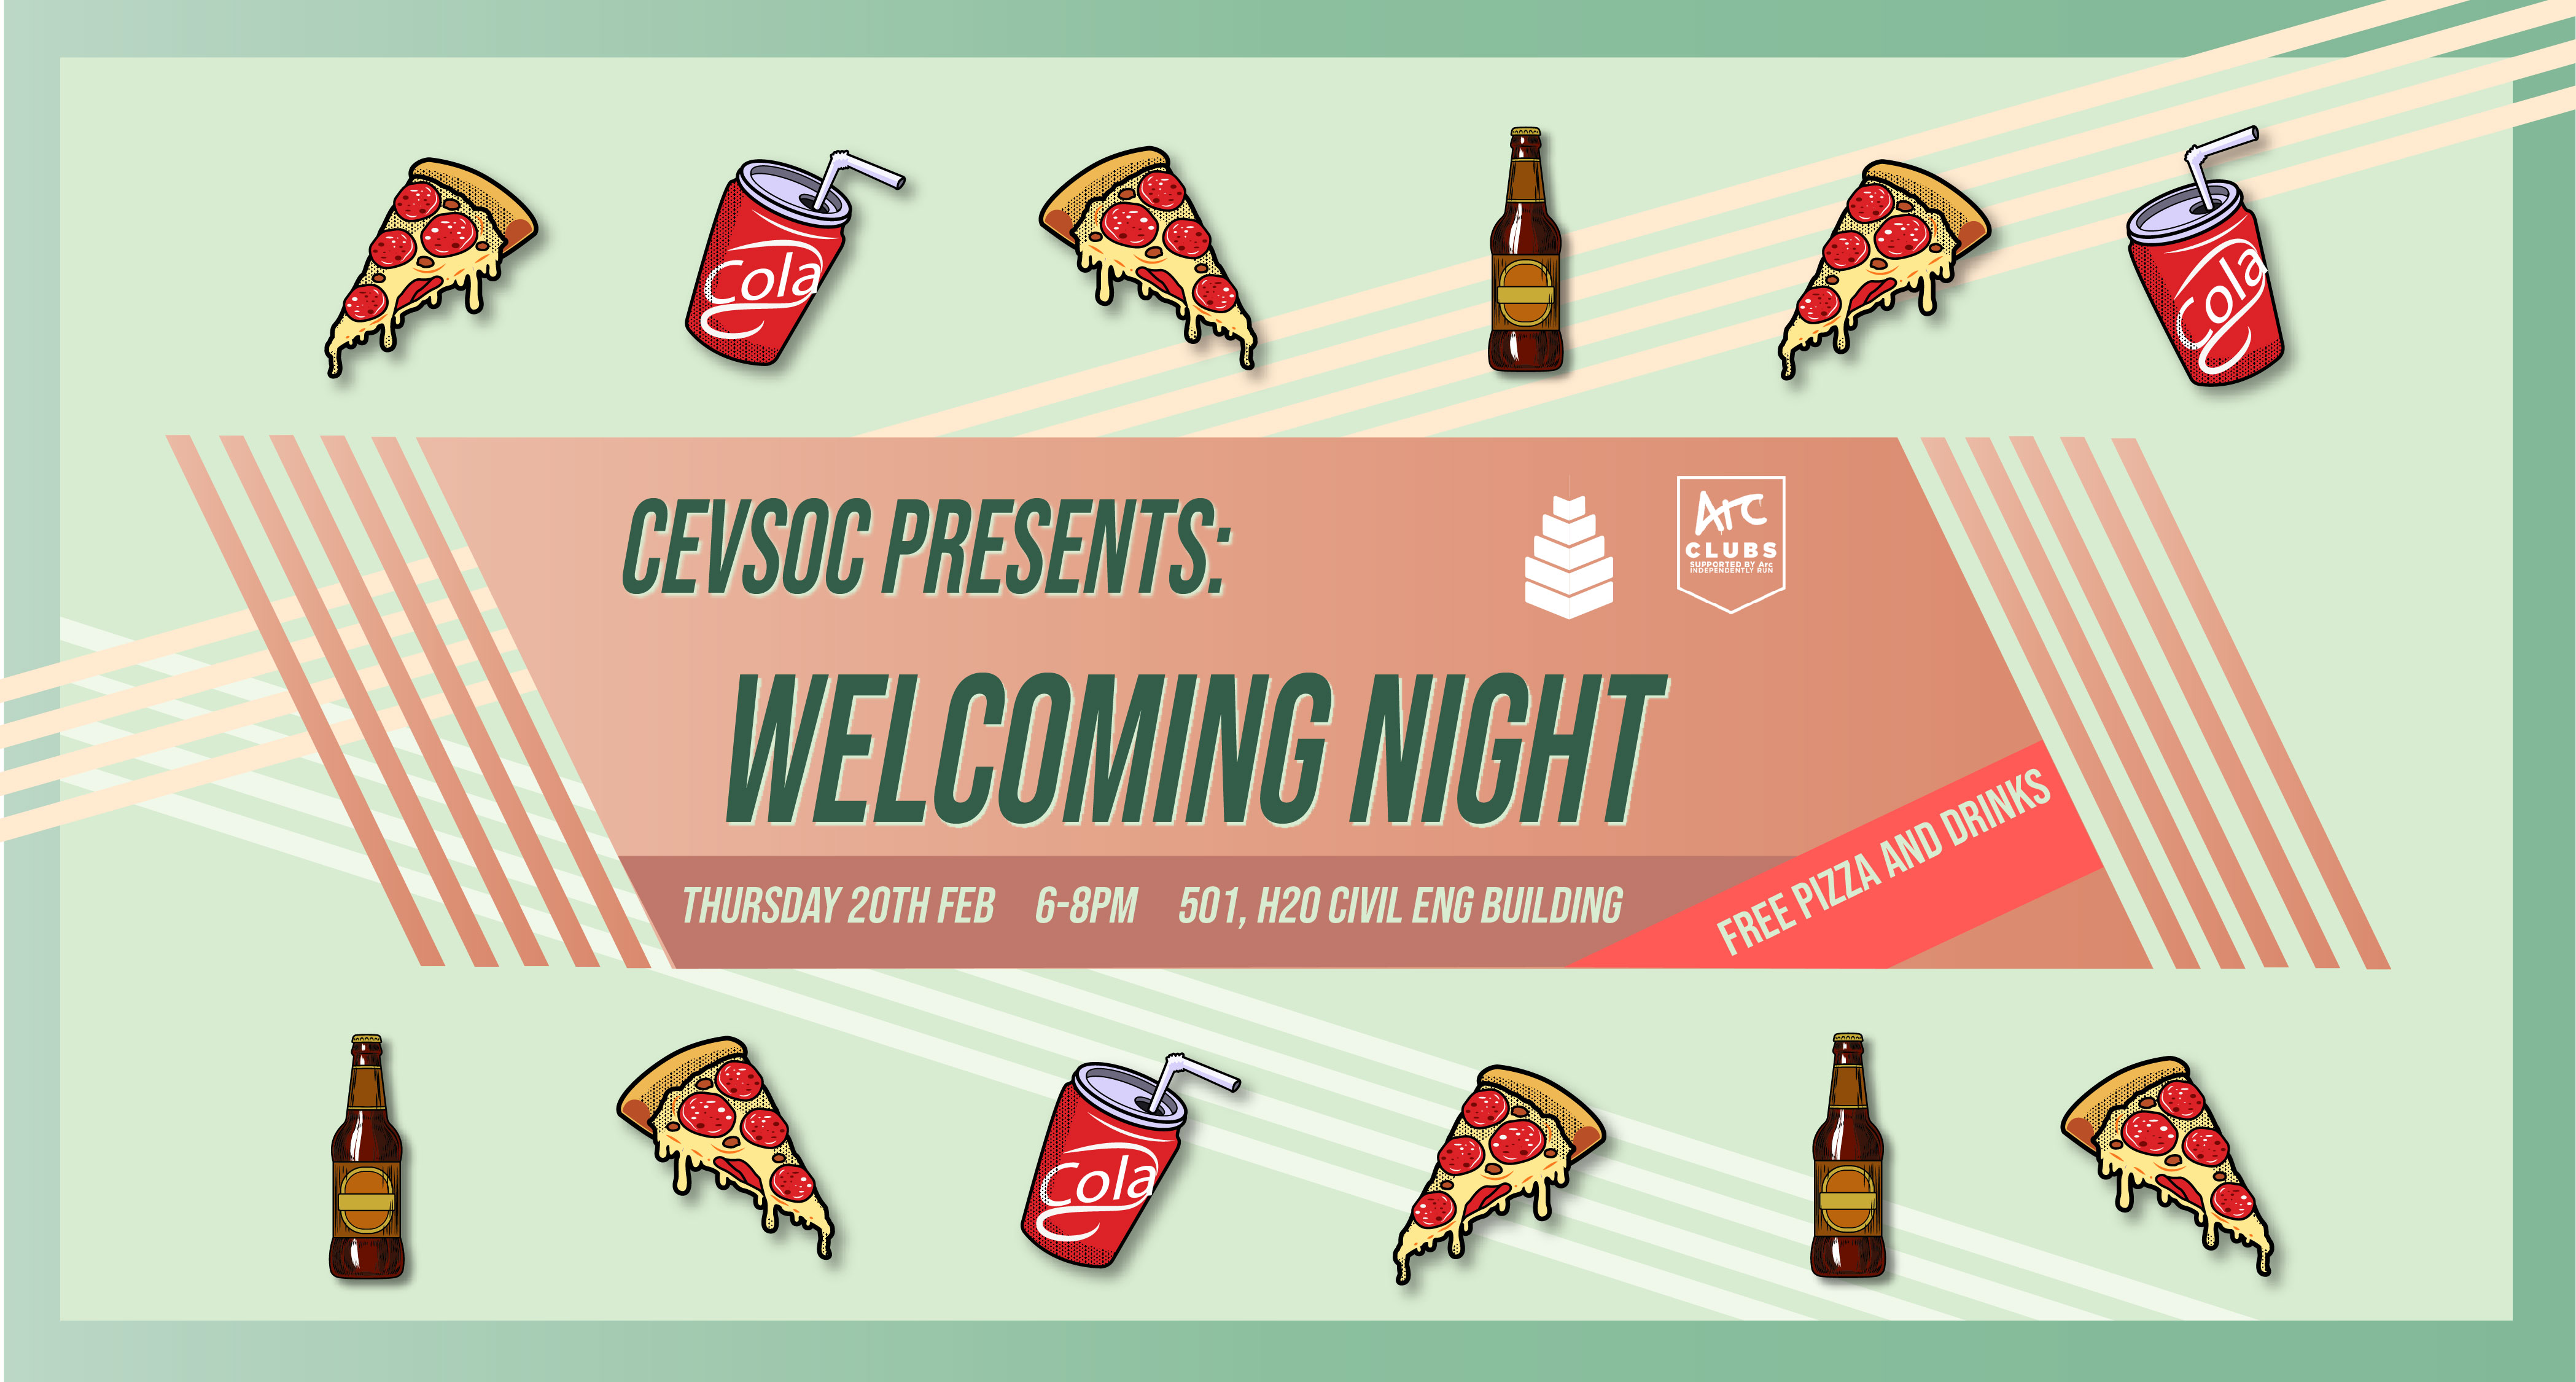 Cola
Cola
CEVSOC PRESENTS:
ArC
CLUBS
SUPPORTED BY Arc
INDEPENDENTLY RUN
WELCOMING NIGHT
THURSDAY 20TH FEB 6-8PM 501, H20 CIVIL ENG BUILDING
FREE PIZZA AND DRINKS
Cola